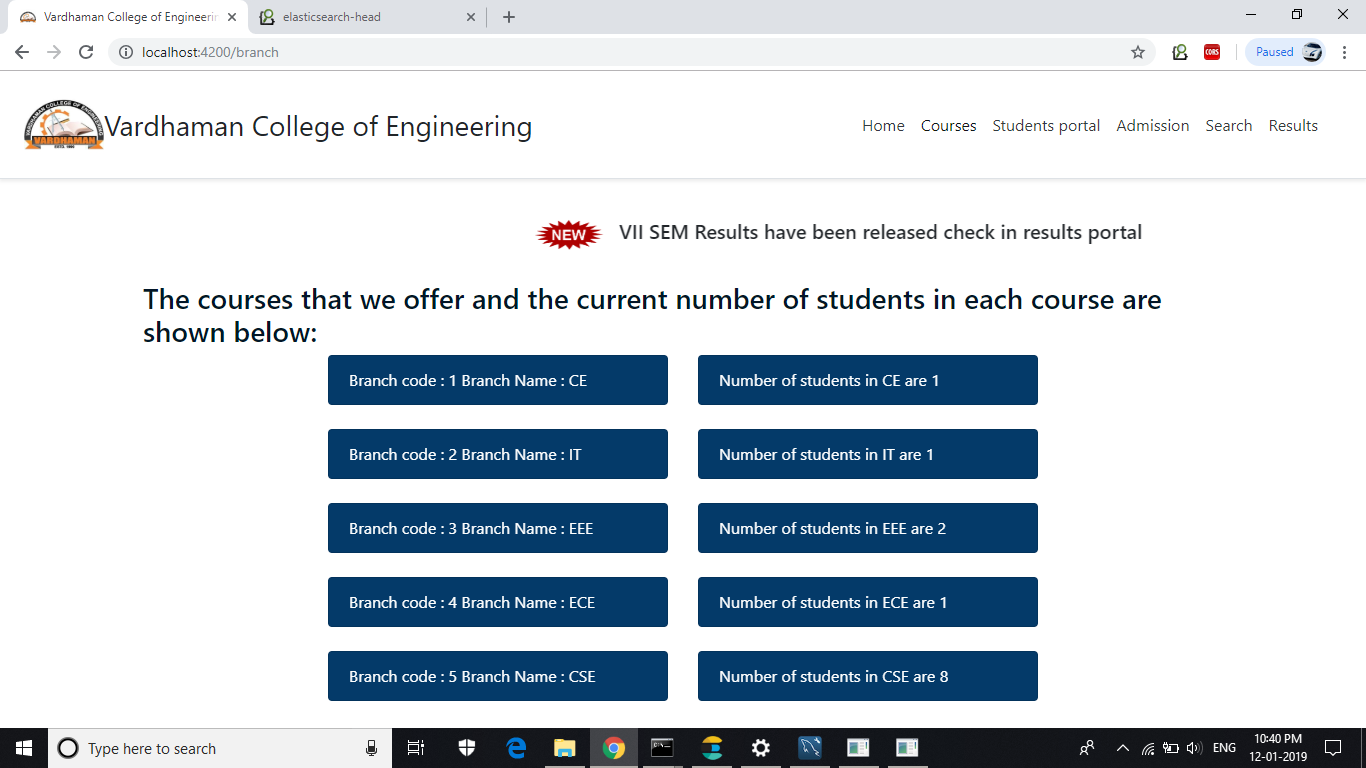 Vardhaman College of Engineerin
elasticsearch-head
localhost:4200/branch
CORS
Paused
VARDHAMAN COLLEGE OF ENGINEERING
VARDHAMAN
ESTD. 1999
Vardhaman College of Engineering
Home Courses Students portal Admission Search Results
NEW VII SEM Results have been released check in results portal
The courses that we offer and the current number of students in each course are
shown below:
Branch code : 1 Branch Name : CE
Number of students in CE are 1
Branch code : 2 Branch Name : IT
Number of students in IT are 1
Branch code : 3 Branch Name : EEE
Number of students in EEE are 2
Branch code : 4 Branch Name : ECE
Number of students in ECE are 1
Branch code : 5 Branch Name : CSE
Number of students in CSE are 8
Type here to search
ENG
10:40 PM
12-01-2019